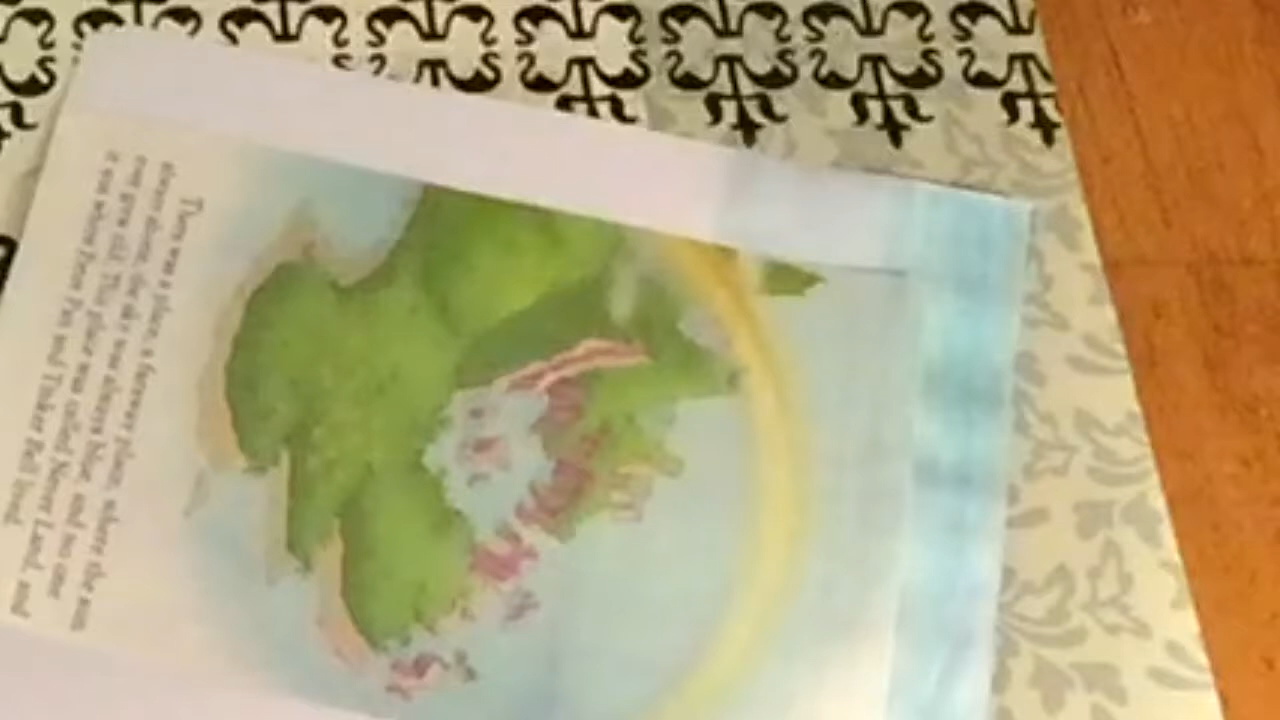 There was a place, a faraway place, where the sun
always shone, the sky was always blue, and no one
ever grew old. This place was called Never Land, and
it was where Peter Pan and Tinker Bell lived.